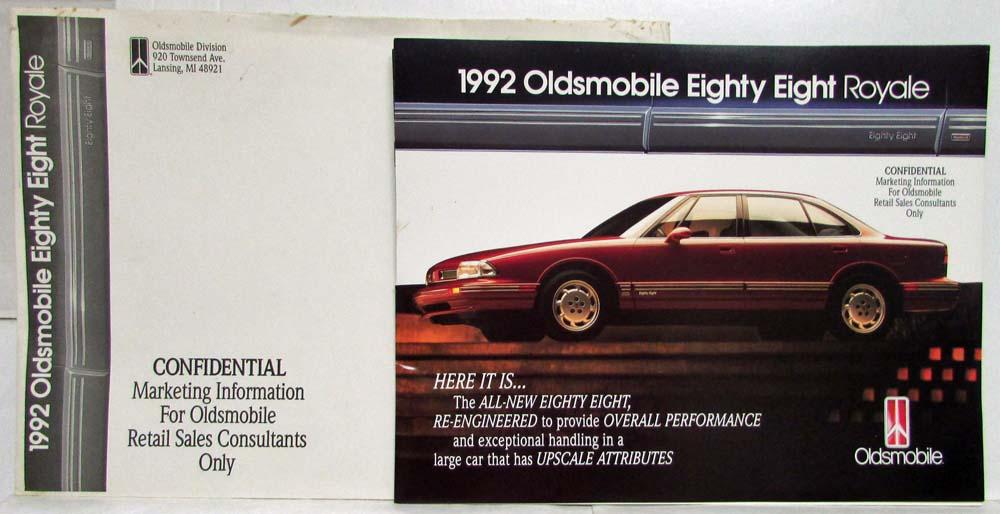 1992 Oldsmobile Eighty Eight Royale
Eighty Eight
Oldsmobile Division
920 Townsend Ave.
Lansing, MI 48921
CONFIDENTIAL
Marketing Information
For Oldsmobile
Retail Sales Consultants
Only
1992 Oldsmobile Eighty Eight Royale
Eighty Eight
CONFIDENTIAL
Marketing Information
For Oldsmobile
Retail Sales Consultants
Only
Eighty Eight
HERE IT IS...
The ALL-NEW EIGHTY EIGHT,
RE-ENGINEERED to provide OVERALL PERFORMANCE
and exceptional handling in a
large car that has UPSCALE ATTRIBUTES
Oldsmobile